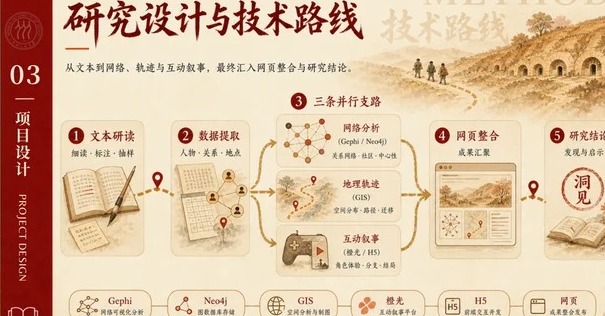 METHOD
技术路线
研究设计与技术路线
从文本到网络、轨迹与互动叙事，最终汇入网页整合与研究结论。
03
项目设计
PROJECT DESIGN
1 文本研读
细读·标注·抽样
2 数据提取
人物·关系·地点
3 三条并行支路
网络分析
(Gephi / Neo4j)
关系网络·社区·中心性
地理轨迹
(GIS)
空间分布·路径·迁移
互动叙事
(橙光 / H5)
角色体验·分支·结局
4 网页整合
成果汇聚
5 研究结论
发现与启示
洞见
Gephi
网络可视化分析
Neo4j
图数据库存储
GIS
空间分析与制图
橙光
互动叙事平台
H5
前端交互开发
网页
成果整合发布